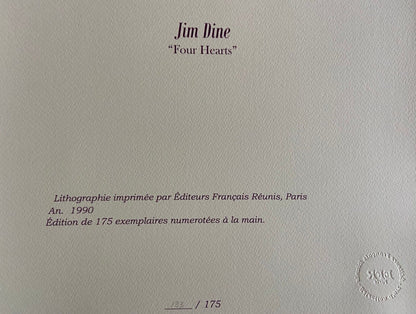 Jim Dine
“Four Hearts”
Lithographie imprimée par Éditeurs Français Réunis, Paris
An. 1990
Édition de 175 exemplaires numerotées à la main.
/ 175